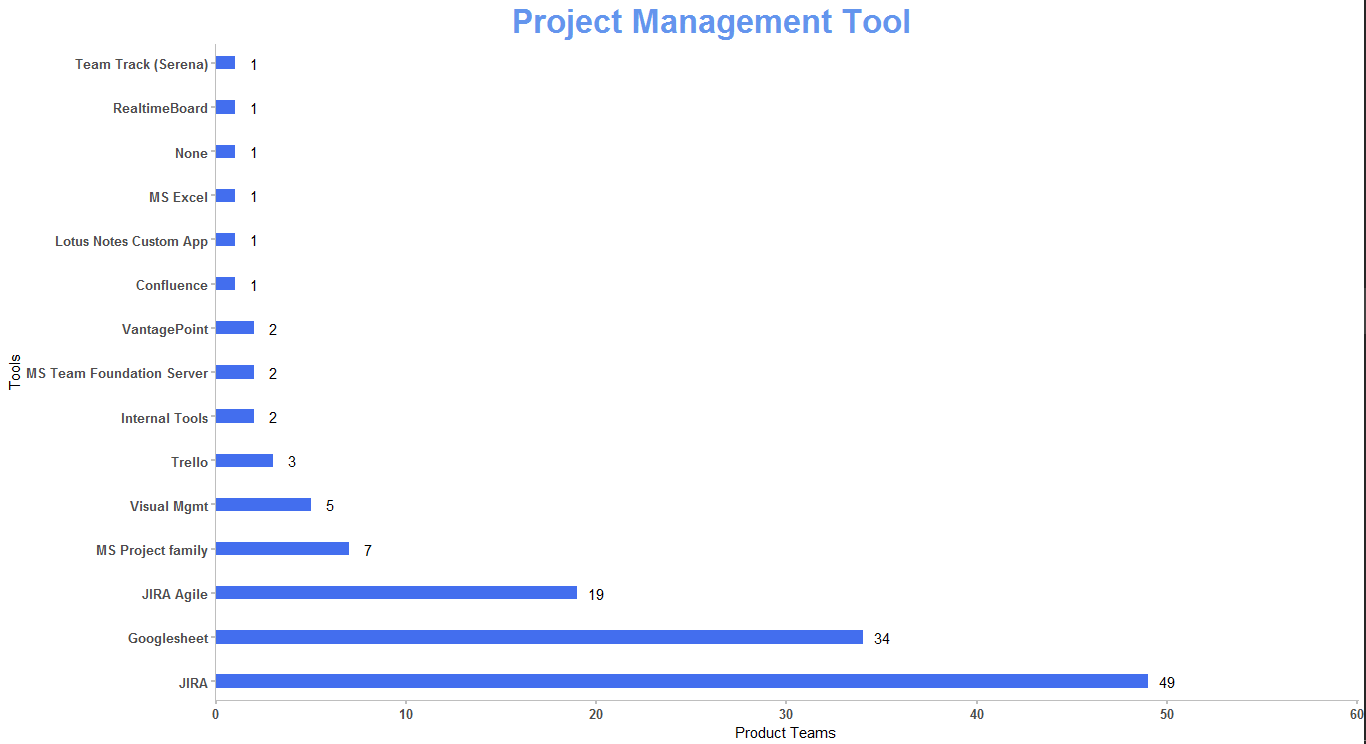 Project Management Tool
Team Track (Serena) 1
RealtimeBoard 1
None 1
MS Excel 1
Lotus Notes Custom App 1
Confluence 1
VantagePoint 2
Tools
MS Team Foundation Server 2
Internal Tools 2
Trello 3
Visual Mgmt 5
MS Project family 7
JIRA Agile 19
Googlesheet 34
JIRA 49
0 10 20 30 40 50 60
Product Teams